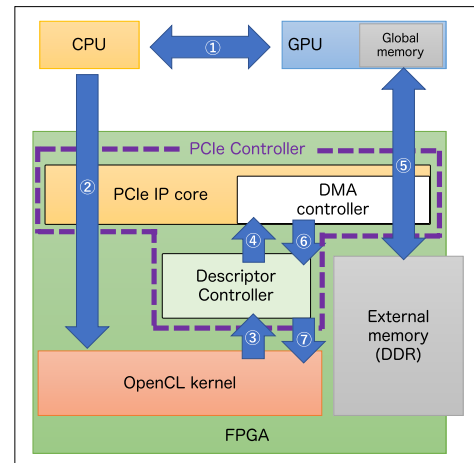 CPU
①
GPU
Global
memory
PCIe Controller
②
⑤
PCIe IP core
DMA
controller
④
⑥
Descriptor
Controller
External
memory
(DDR)
③
⑦
OpenCL kernel
FPGA